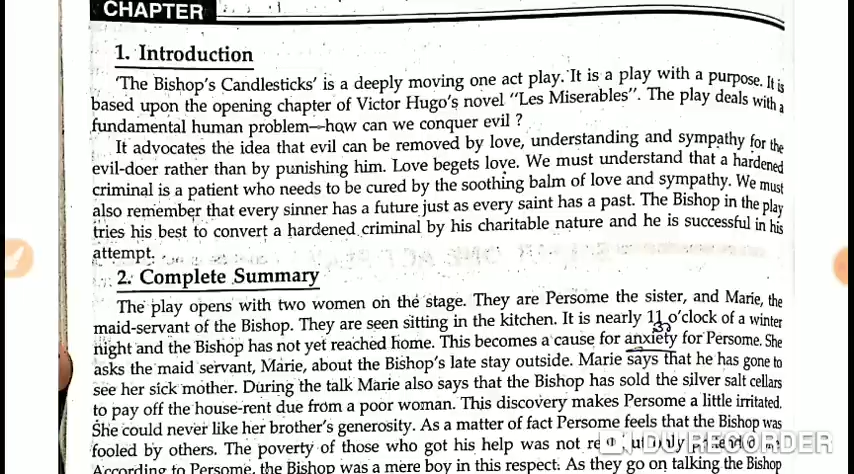 CHAPTER
1. Introduction
'The Bishop's Candlesticks' is a deeply moving one act play. It is a play with a purpose. It is
based upon the opening chapter of Victor Hugo's novel "Les Miserables". The play deals with a
fundamental human problem—how can we conquer evil ?
It advocates the idea that evil can be removed by love, understanding and sympathy for the
evil-doer rather than by punishing him. Love begets love. We must understand that a hardened
criminal is a patient who needs to be cured by the soothing balm of love and sympathy. We must
also remember that every sinner has a future just as every saint has a past. The Bishop in the play
tries his best to convert a hardened criminal by his charitable nature and he is successful in his
attempt.
2. Complete Summary
The play opens with two women on the stage. They are Persome the sister, and Marie, the
maid-servant of the Bishop. They are seen sitting in the kitchen. It is nearly 11 o'clock of a winter
night and the Bishop has not yet reached home. This becomes a cause for anxiety for Persome. She
asks the maid servant, Marie, about the Bishop's late stay outside. Marie says that he has gone to
see her sick mother. During the talk Marie also says that the Bishop has sold the silver salt cellars
to pay off the house-rent due from a poor woman. This discovery makes Persome a little irritated.
She could never like her brother's generosity. As a matter of fact Persome feels that the Bishop was
fooled by others. The poverty of those who got his help was not
According to Persome, the Bishop was a mere boy in this respect. As they go on talking the Bishop
DU RECORDER